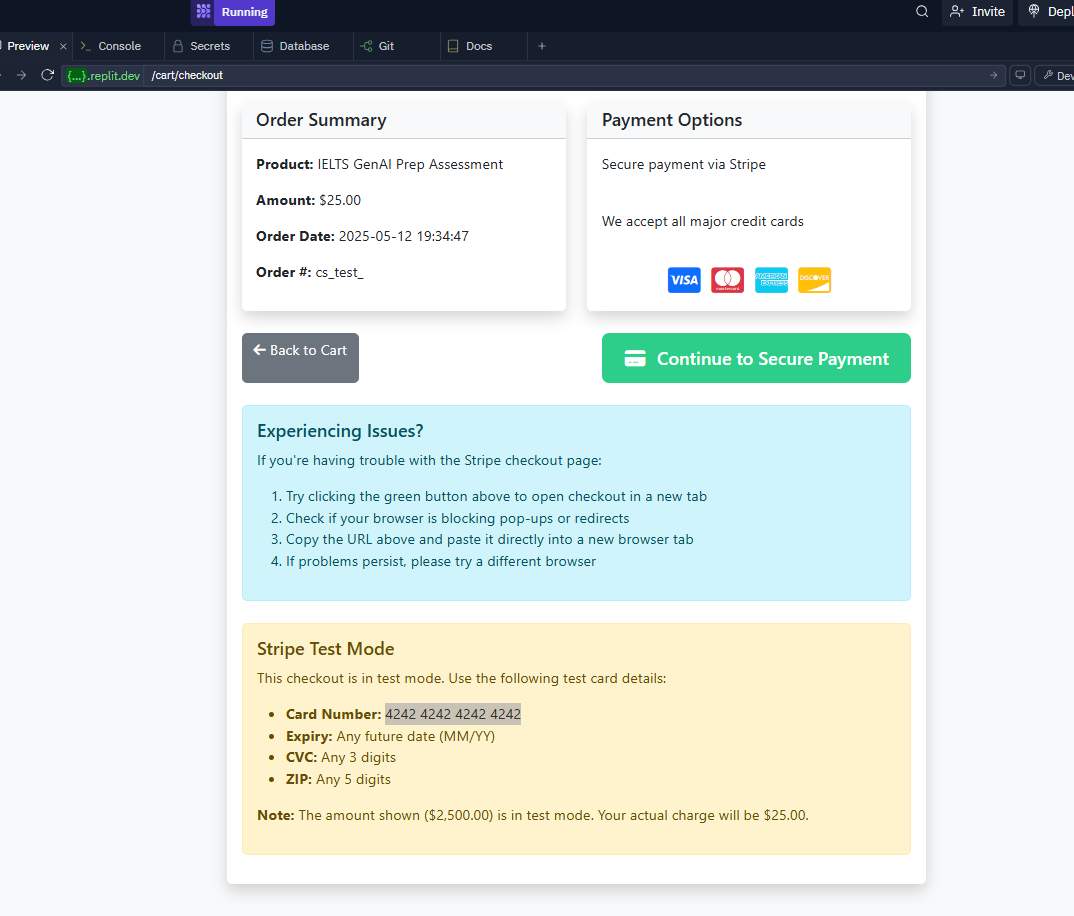 Running
Invite
Depl
Preview
Console
Secrets
Database
Git
Docs
{...}.replit.dev
/cart/checkout
Dev
Order Summary
Product: IELTS GenAI Prep Assessment
Amount: $25.00
Order Date: 2025-05-12 19:34:47
Order #: cs_test_
Payment Options
Secure payment via Stripe
We accept all major credit cards
VISA
mastercard
AMERICAN
EXPRESS
DISCOVER
Back to Cart
Continue to Secure Payment
Experiencing Issues?
If you're having trouble with the Stripe checkout page:
1. Try clicking the green button above to open checkout in a new tab
2. Check if your browser is blocking pop-ups or redirects
3. Copy the URL above and paste it directly into a new browser tab
4. If problems persist, please try a different browser
Stripe Test Mode
This checkout is in test mode. Use the following test card details:
• Card Number: 4242 4242 4242 4242
• Expiry: Any future date (MM/YY)
• CVC: Any 3 digits
• ZIP: Any 5 digits
Note: The amount shown ($2,500.00) is in test mode. Your actual charge will be $25.00.